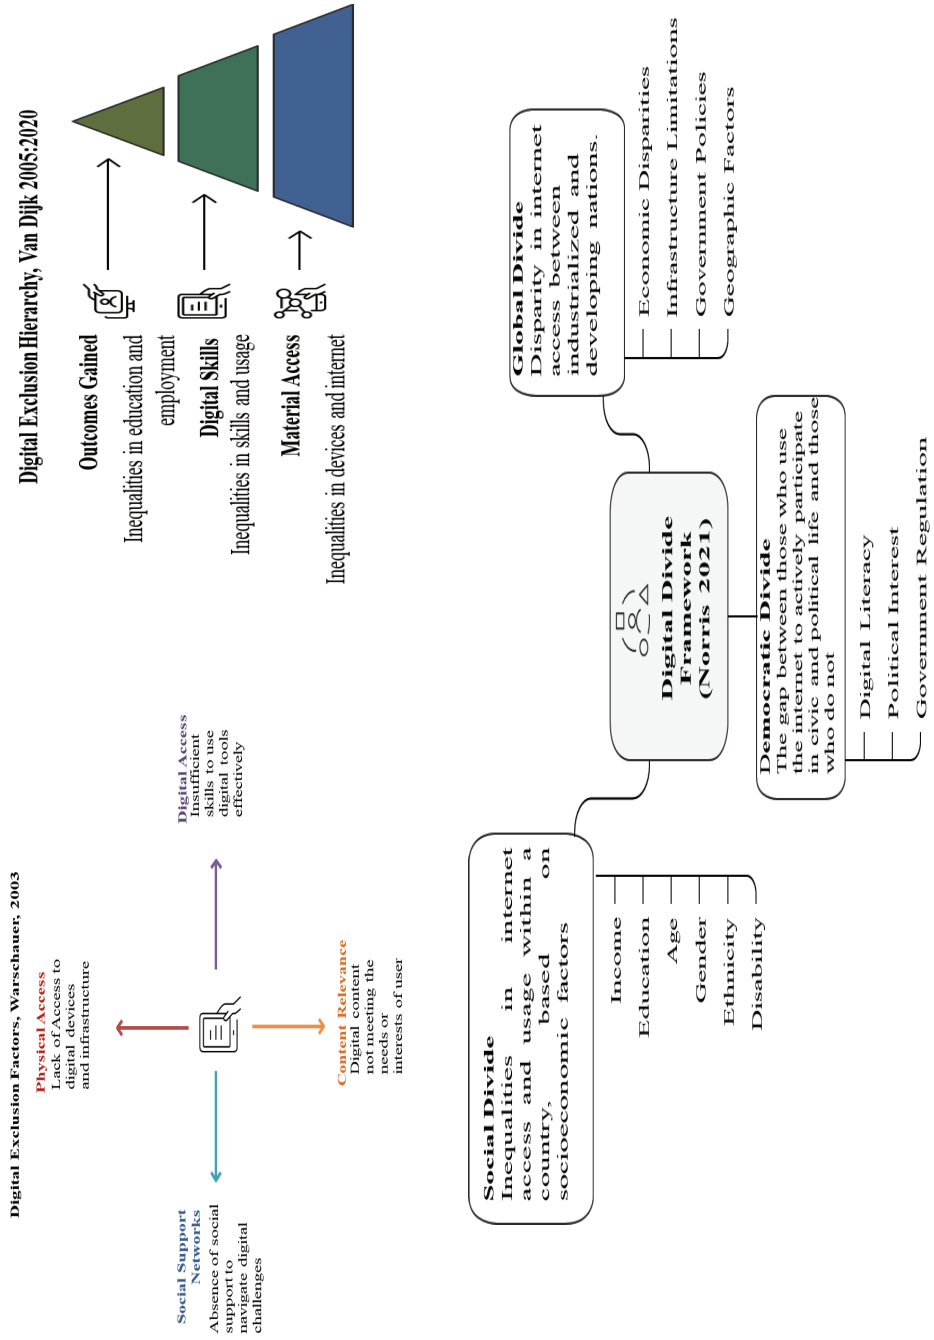 Digital Exclusion Factors, Warschauer, 2003
Physical Access
Lack of Access to
digital devices
and infrastructure
Social Support
Networks
Absence of social
support to
navigate digital
challenges
Digital Access
Insufficient
skills to use
digital tools
effectively
Content Relevance
Digital content
not meeting the
needs or
interests of user
Digital Exclusion Hierarchy, Van Dijk 2005:2020
Outcomes Gained
Inequalities in education and
employment
Digital Skills
Inequalities in skills and usage
Material Access
Inequalities in devices and internet
Social Divide
Inequalities in internet
access and usage within a
country, based on
socioeconomic factors
Income
Education
Age
Gender
Ethnicity
Disability
Digital Divide
Framework
(Norris 2021)
Democratic Divide
The gap between those who use
the internet to actively participate
in civic and political life and those
who do not
Digital Literacy
Political Interest
Government Regulation
Global Divide
Disparity in internet
access between
industrialized and
developing nations.
Economic Disparities
Infrastructure Limitations
Government Policies
Geographic Factors